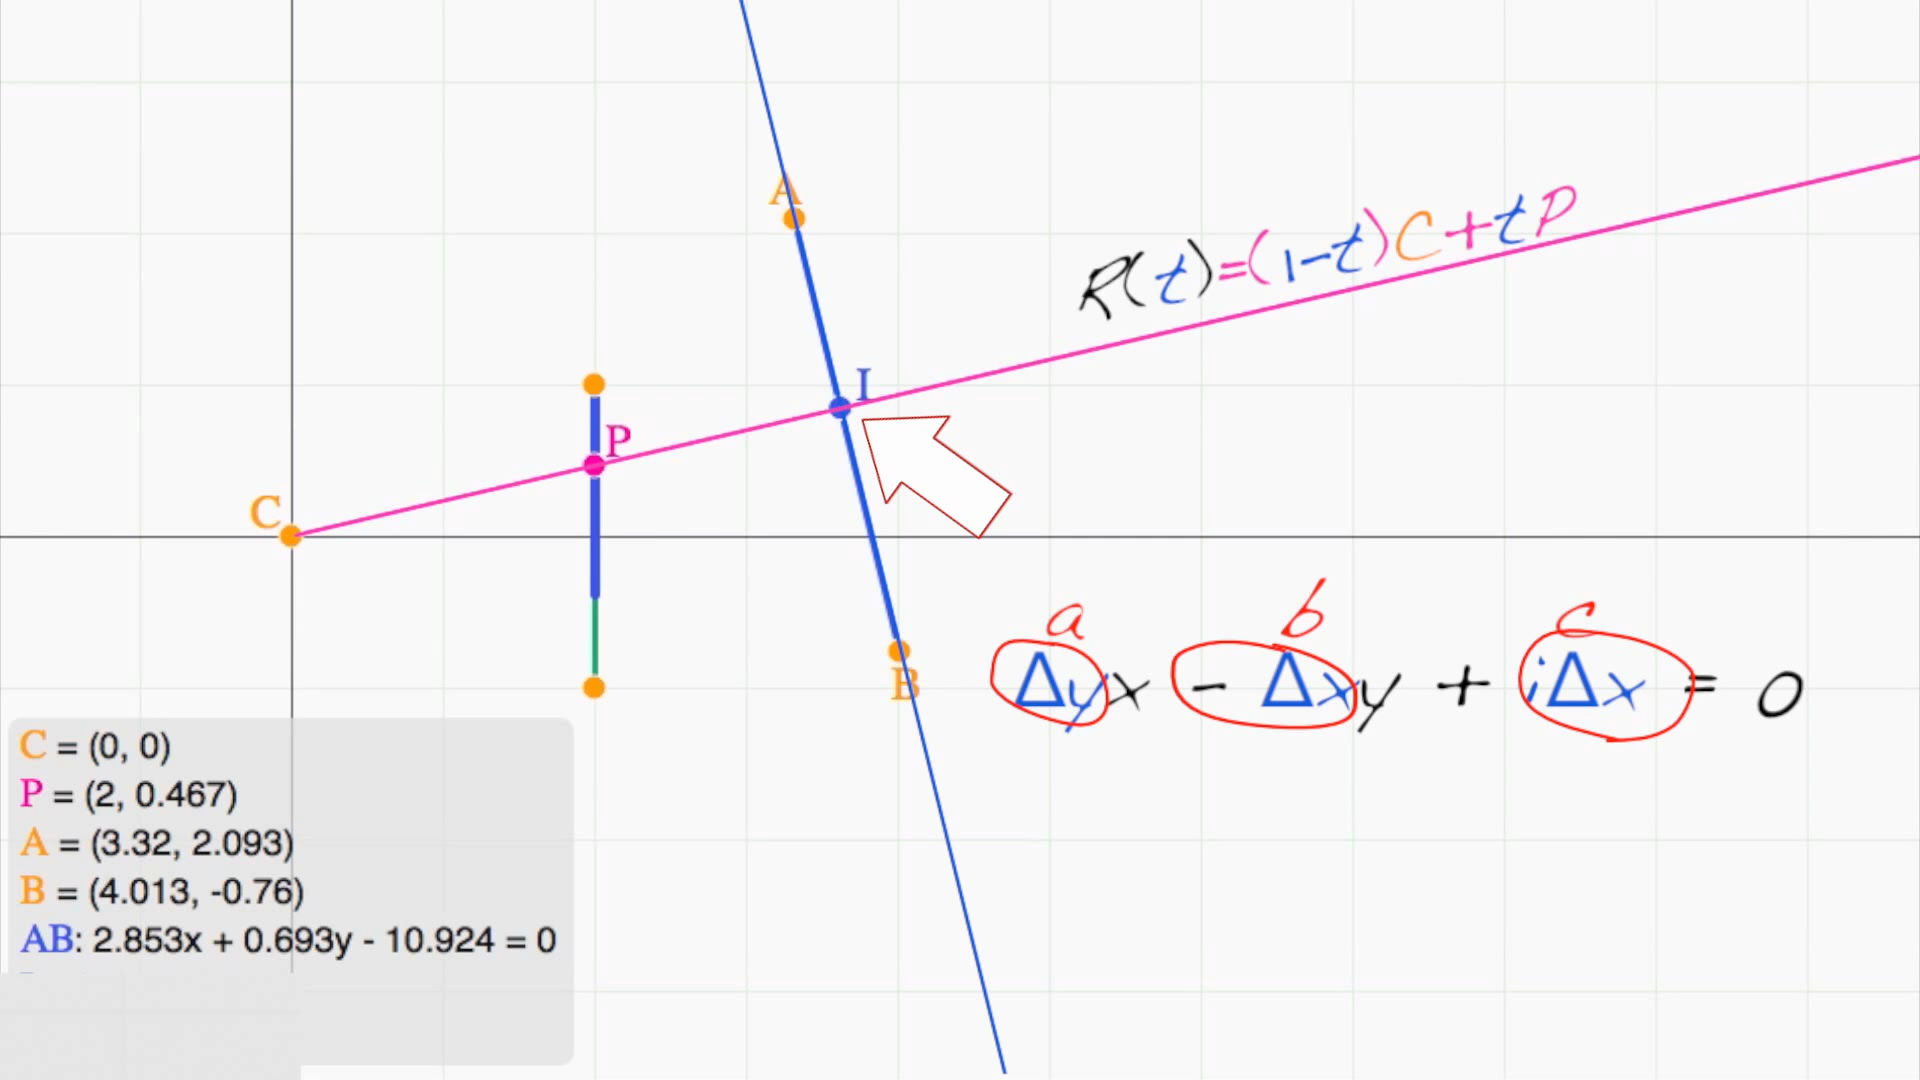 A
R(t)=(1-t)C+tP
I
P
C
a b c
B
Δyx - Δxy + iΔx = 0
C = (0, 0)
P = (2, 0.467)
A = (3.32, 2.093)
B = (4.013, -0.76)
AB: 2.853x + 0.693y - 10.924 = 0